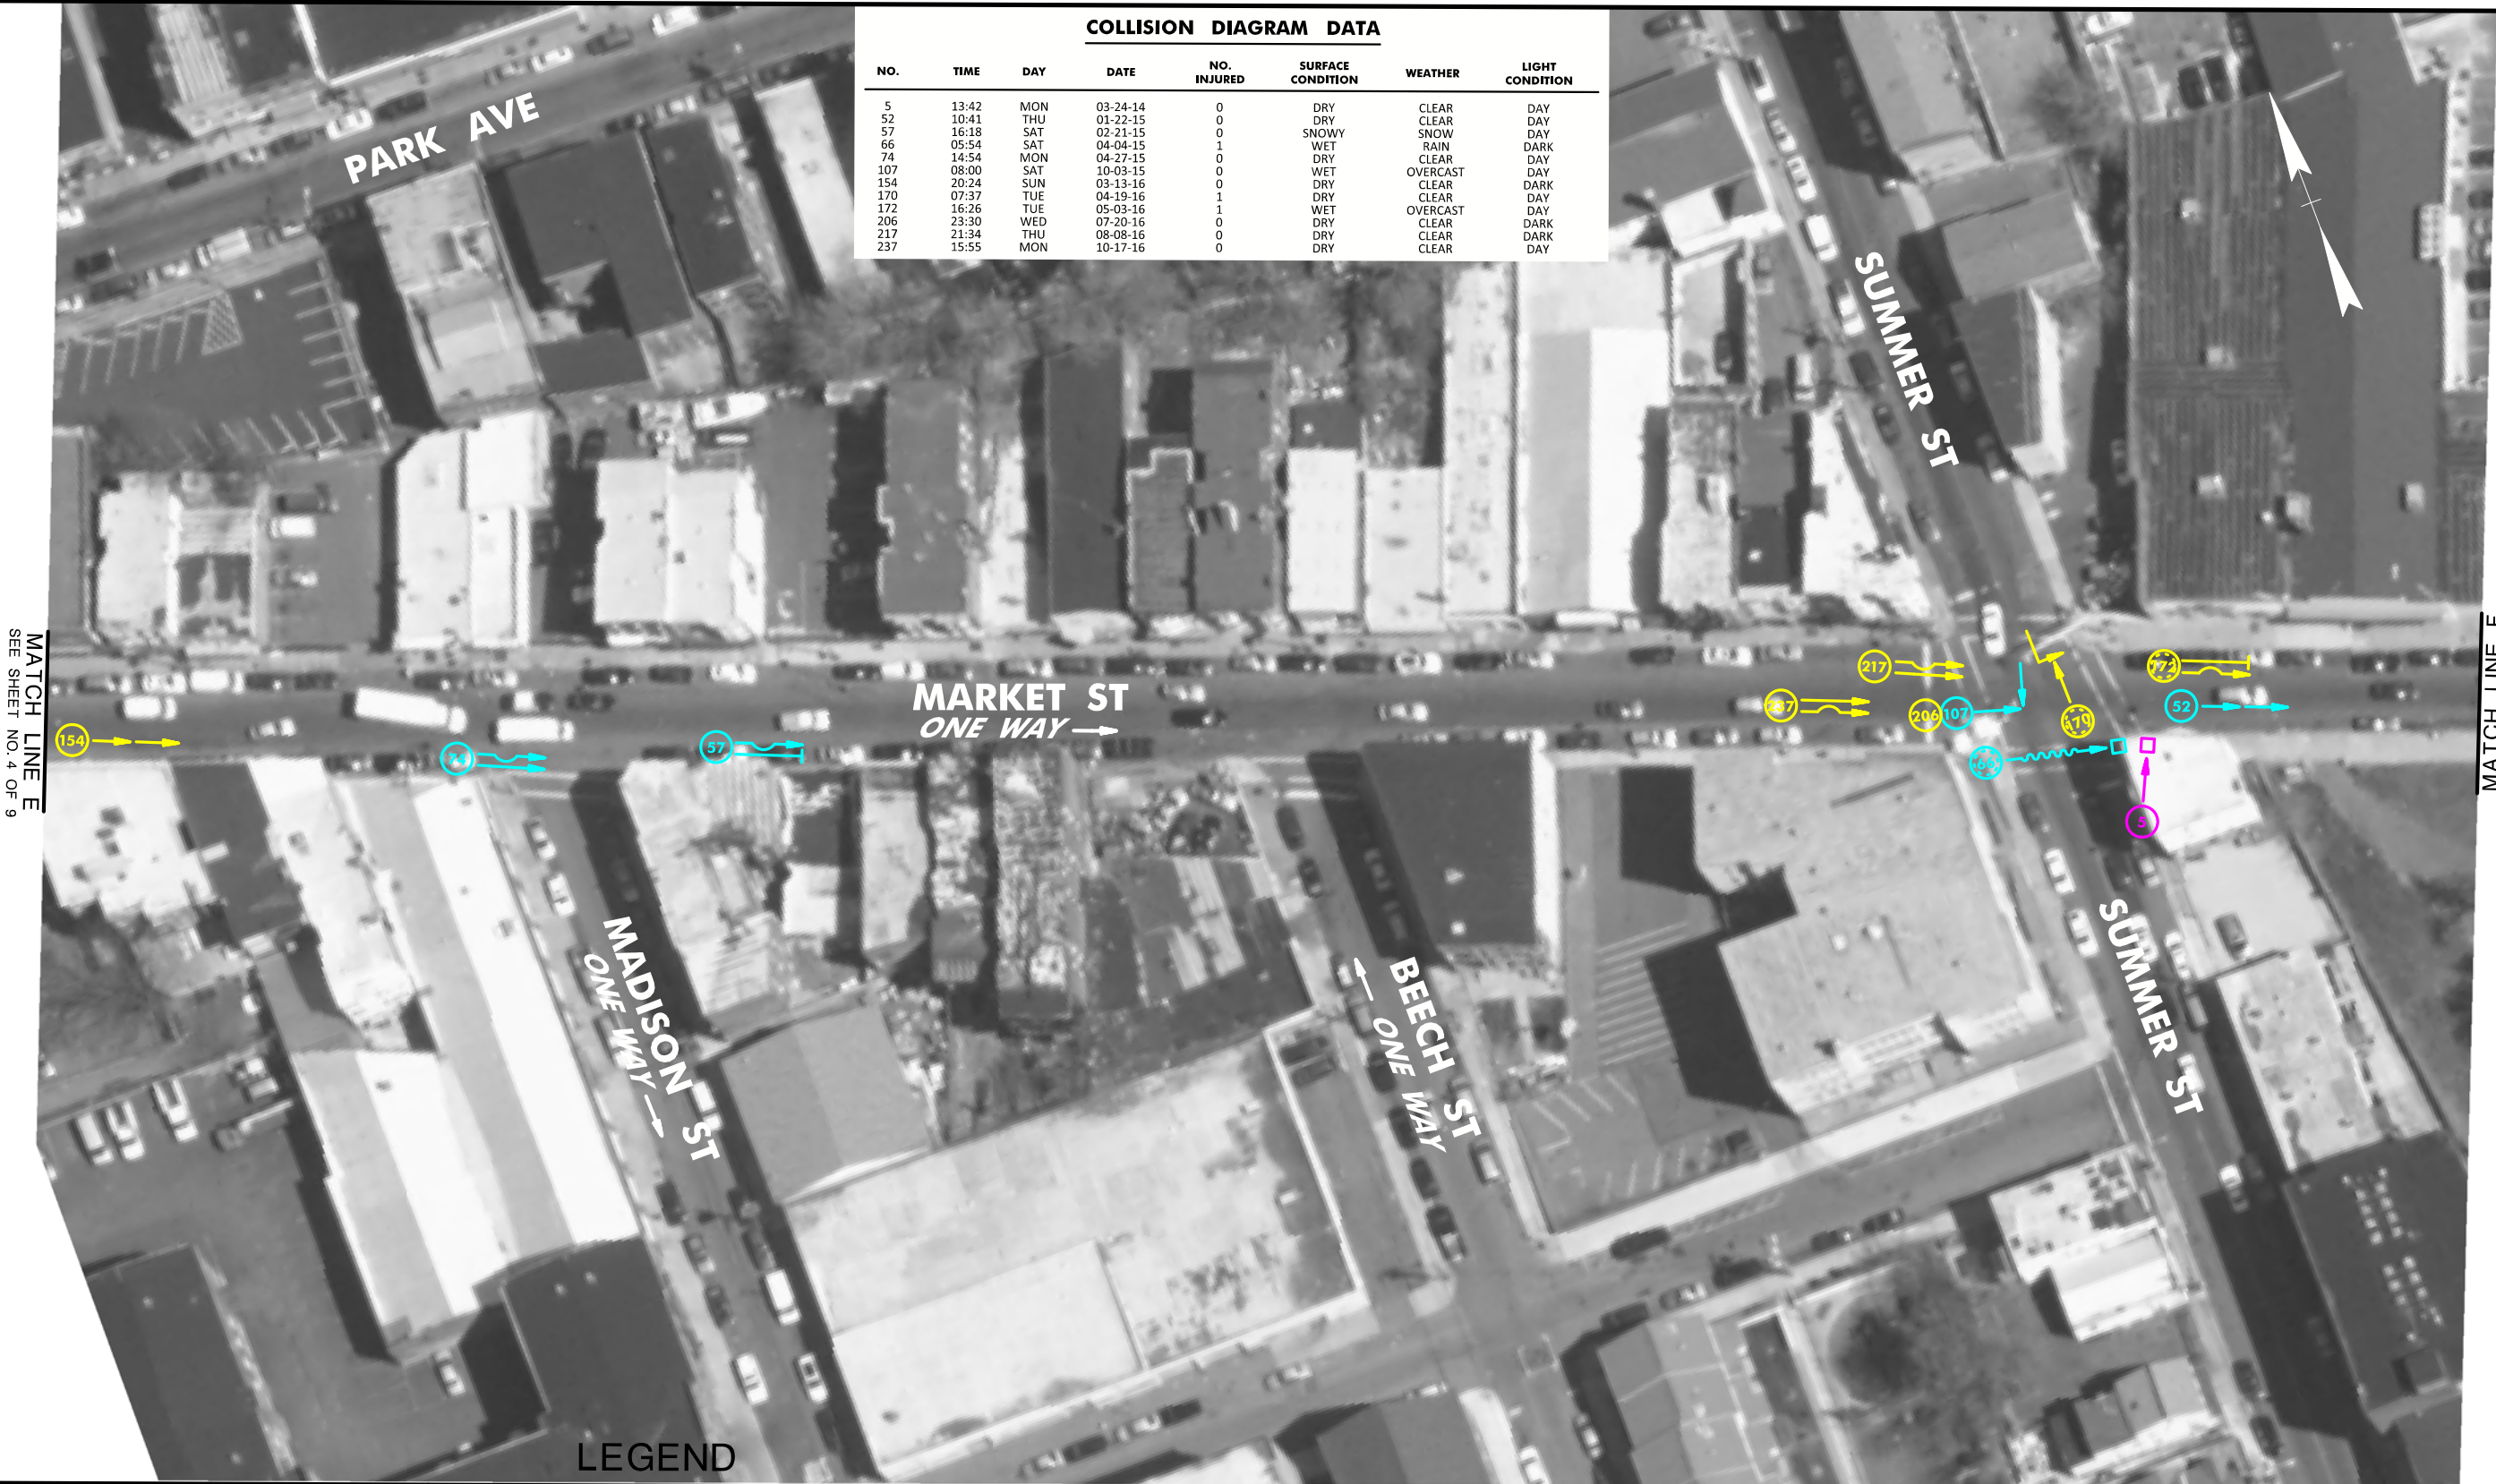 COLLISION DIAGRAM DATA
NO. TIME DAY DATE NO. INJURED SURFACE CONDITION WEATHER LIGHT CONDITION
5 13:42 MON 03-24-14 0 DRY CLEAR DAY
52 10:41 THU 01-22-15 0 DRY CLEAR DAY
57 16:18 SAT 02-21-15 0 SNOWY SNOW DAY
66 05:54 SAT 04-04-15 1 WET RAIN DARK
74 14:54 MON 04-27-15 0 DRY CLEAR DAY
107 08:00 SAT 10-03-15 0 WET OVERCAST DAY
154 20:24 SUN 03-13-16 0 DRY CLEAR DARK
170 07:37 TUE 04-19-16 1 DRY CLEAR DAY
172 16:26 TUE 05-03-16 1 WET OVERCAST DAY
206 23:30 WED 07-20-16 0 DRY CLEAR DARK
217 21:34 THU 08-08-16 0 DRY CLEAR DARK
237 15:55 MON 10-17-16 0 DRY CLEAR DAY
PARK AVE
SUMMER ST
MATCH LINE E
SEE SHEET NO. 4 OF 9
MARKET ST
ONE WAY
154
74
57
217
237
206
107
170
172
52
66
5
MATCH LINE
MADISON ST
ONE WAY
BEECH ST
ONE WAY
SUMMER ST
LEGEND